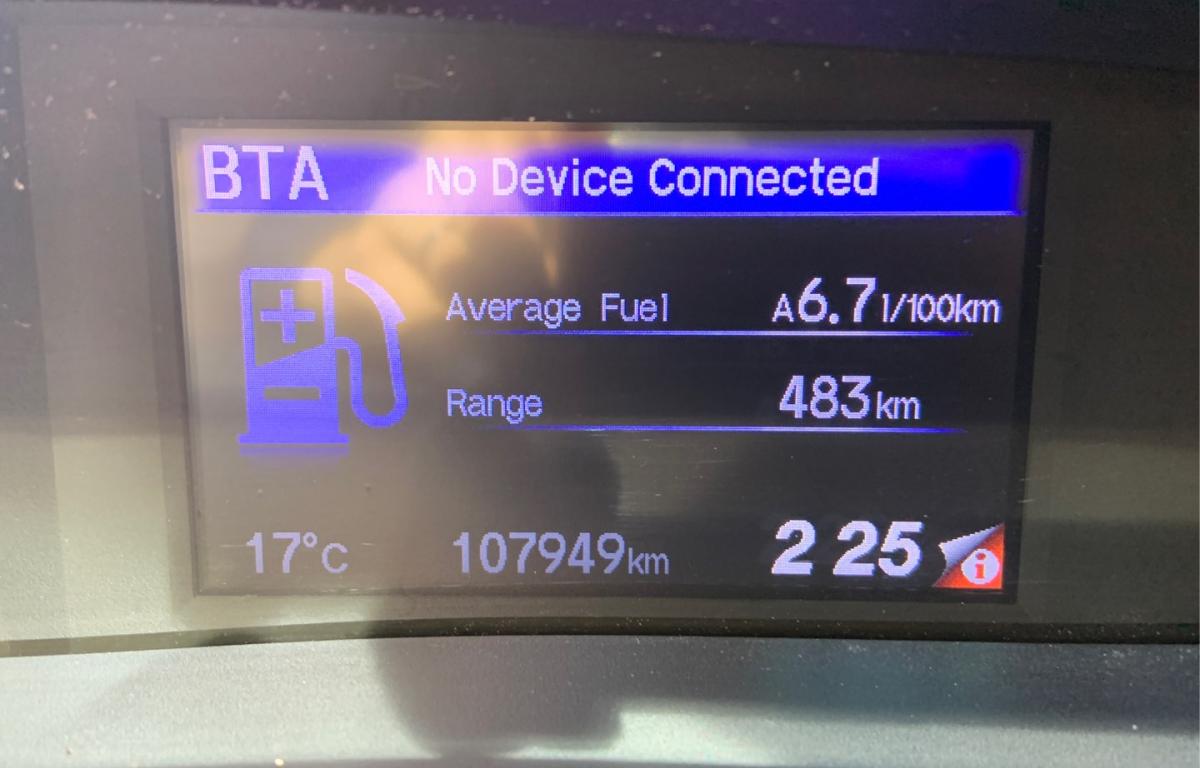 BTA No Device Connected
Average Fuel A6.7 l/100km
Range 483km
17°C 107949km 2 25 i